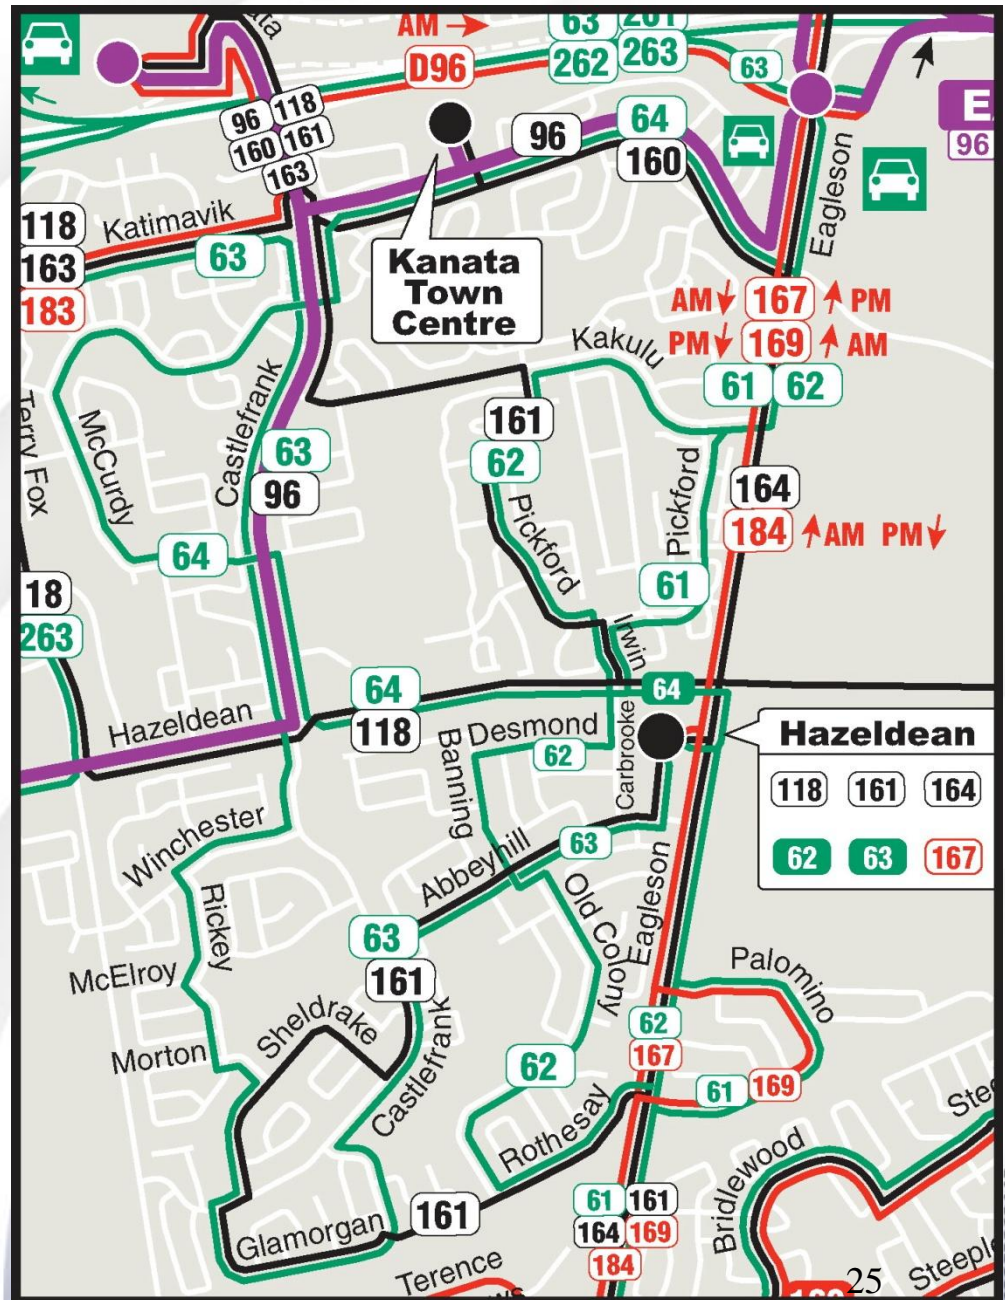 AM →
D96
63
262
263
63
96
118
160
161
163
96
64
160
Eagleson
E
96
118
163
183
Katimavik
63
Kanata
Town
Centre
AM ↓ 167 ↑ PM
PM ↓ 169 ↑ AM
61 62
Kakulu
Terry Fox
McCurdy
Castlefrank
63
96
161
62
Pickford
Pickford
164
184 ↑ AM PM ↓
64
61
18
263
Irwin
Hazeldean
64
118
64
Desmond
62
Banning
Carbrooke
Hazeldean
118 161 164
62 63 167
Winchester
Abbeyhill
63
Rickey
Old Colony
Eagleson
63
161
McElroy
Palomino
Sheldrake
Castlefrank
62
167
Morton
62
61
169
Rothesay
Bridlewood
161
Glamorgan
61 161
164 169
184
Terence
25